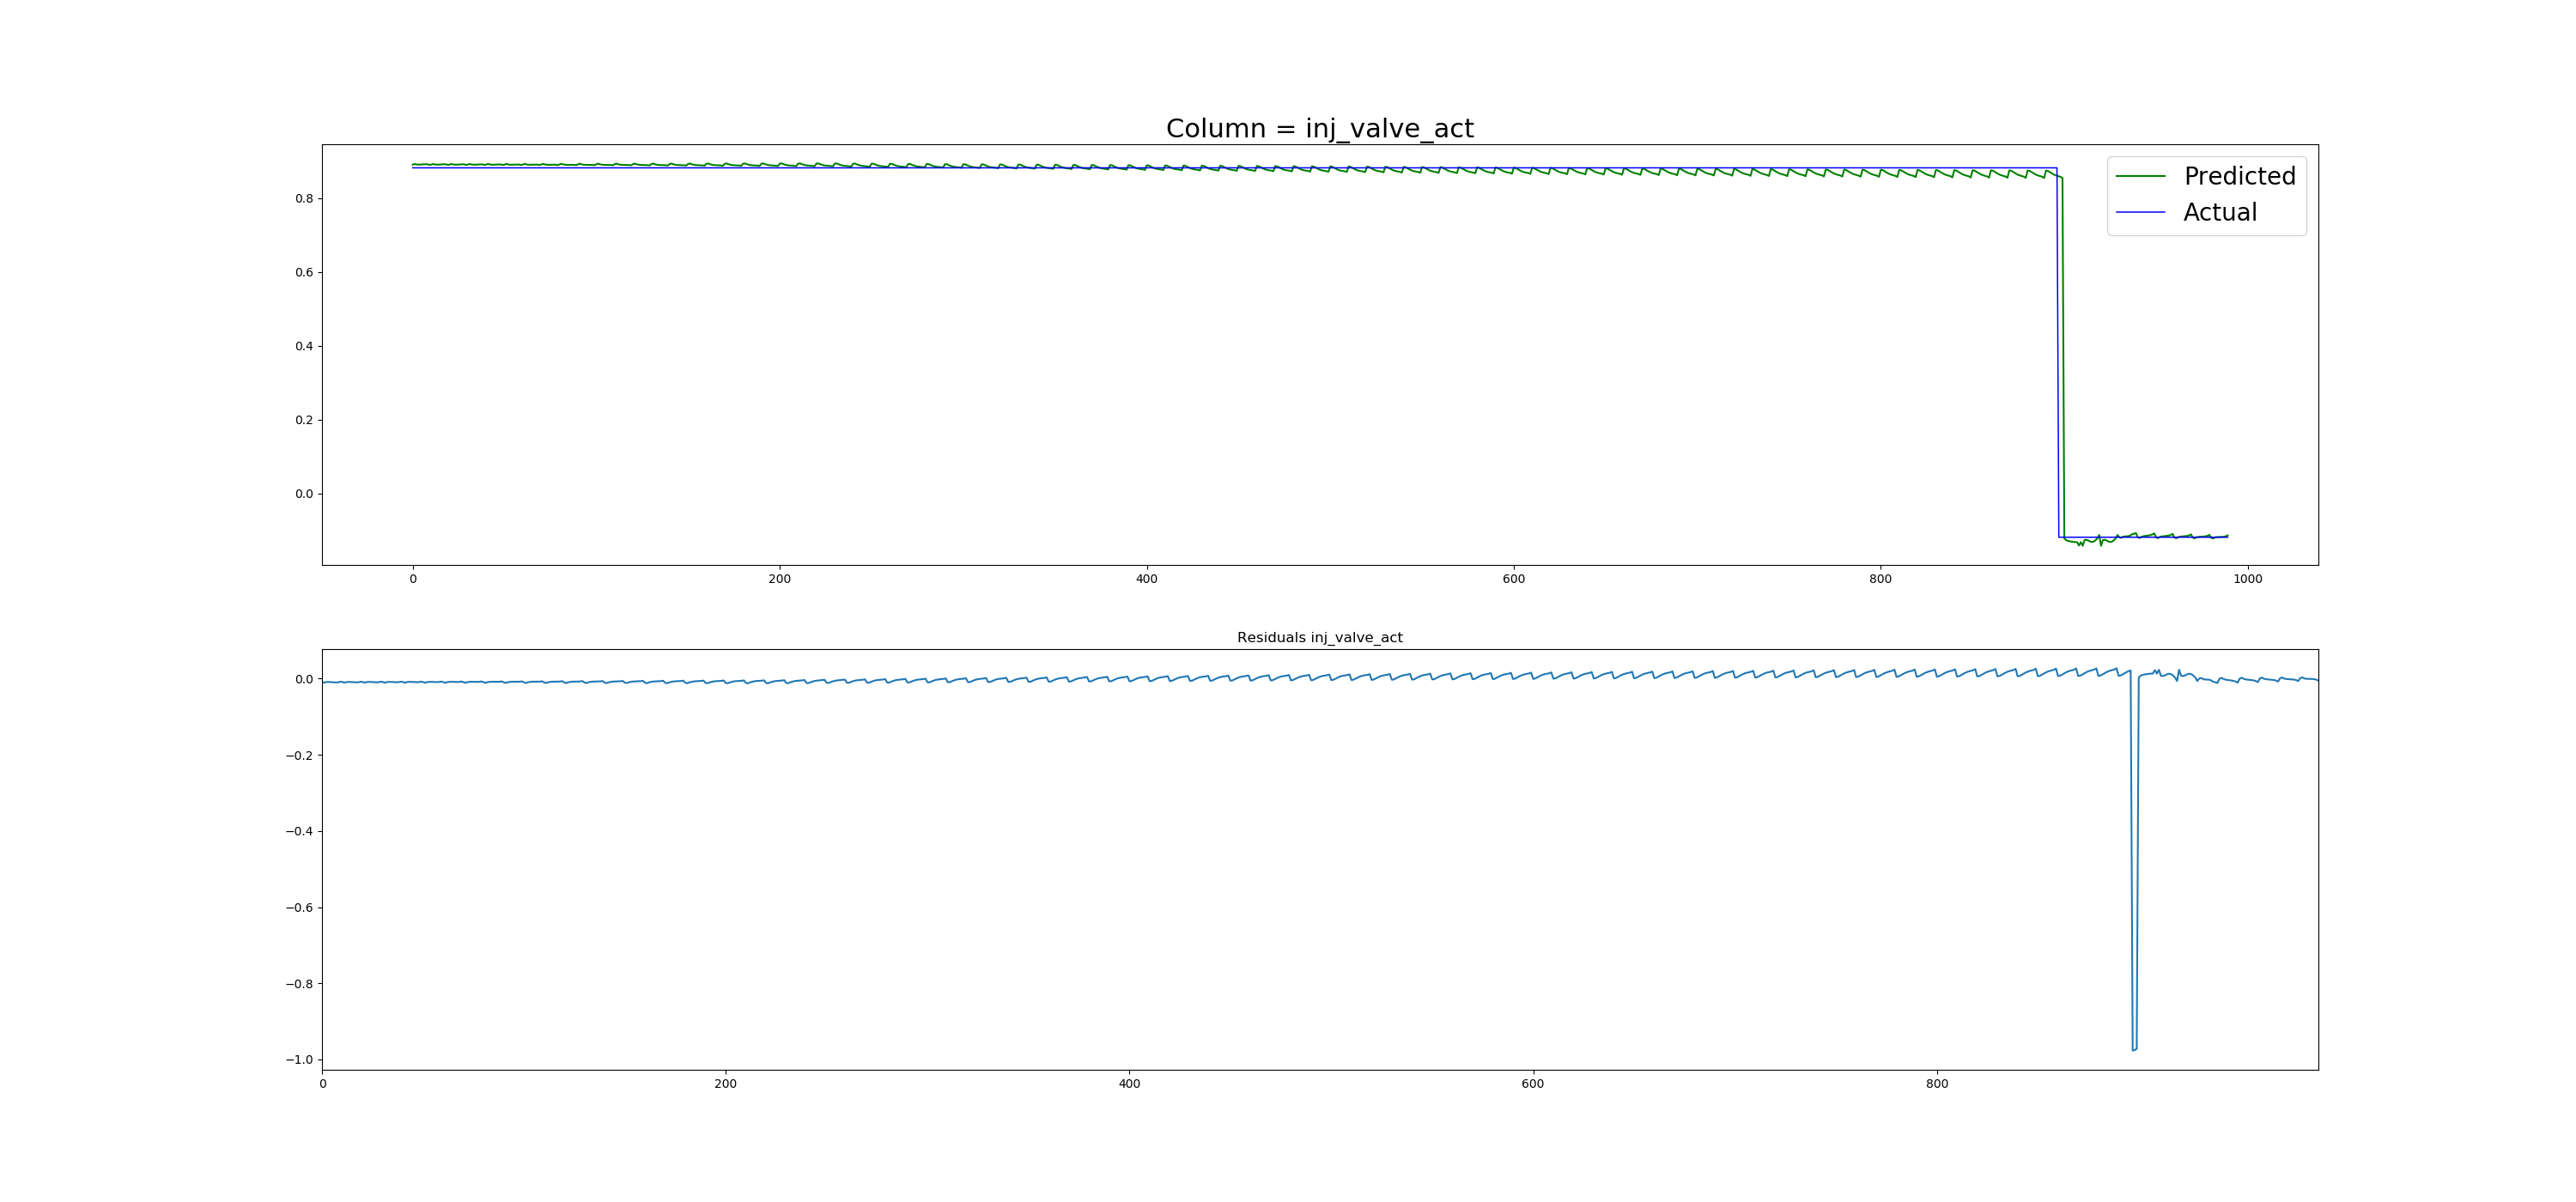 Column = inj_valve_act
Predicted
Actual
0.8
0.6
0.4
0.2
0.0
0 200 400 600 800 1000
Residuals inj_valve_act
0.0
−0.2
−0.4
−0.6
−0.8
−1.0
0 200 400 600 800